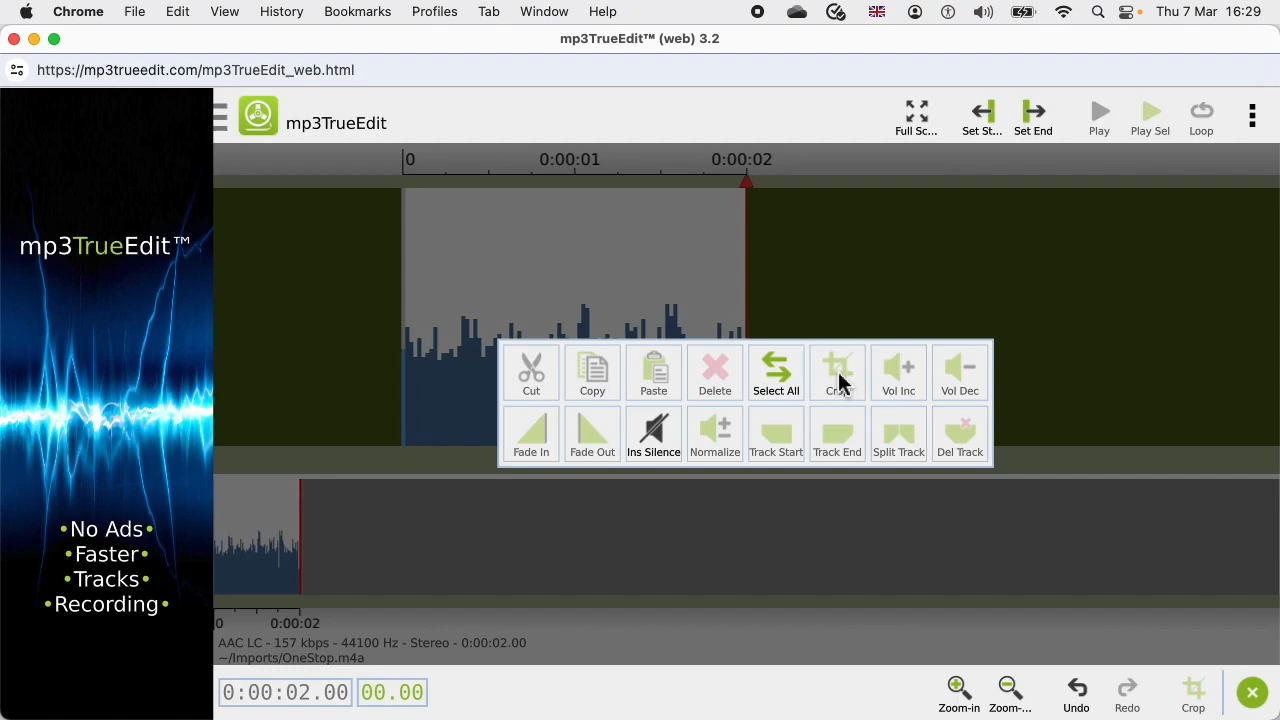 Chrome File Edit View History Bookmarks Profiles Tab Window Help Thu 7 Mar 16:29
mp3TrueEdit™ (web) 3.2
https://mp3trueedit.com/mp3TrueEdit_web.html
mp3TrueEdit
Full Sc... Set St... Set End Play Play Sel Loop
0 0:00:01 0:00:02
mp3TrueEdit™
Cut Copy Paste Delete Select All Vol Inc Vol Dec
Fade In Fade Out Ins Silence Normalize Track Start Track End Split Track Del Track
•No Ads•
•Faster•
•Tracks•
•Recording•
0 0:00:02
AAC LC - 157 kbps - 44100 Hz - Stereo - 0:00:02.00
~/Imports/OneStop.m4a
0:00:02.00 00.00
Zoom-in Zoom-... Undo Redo Crop